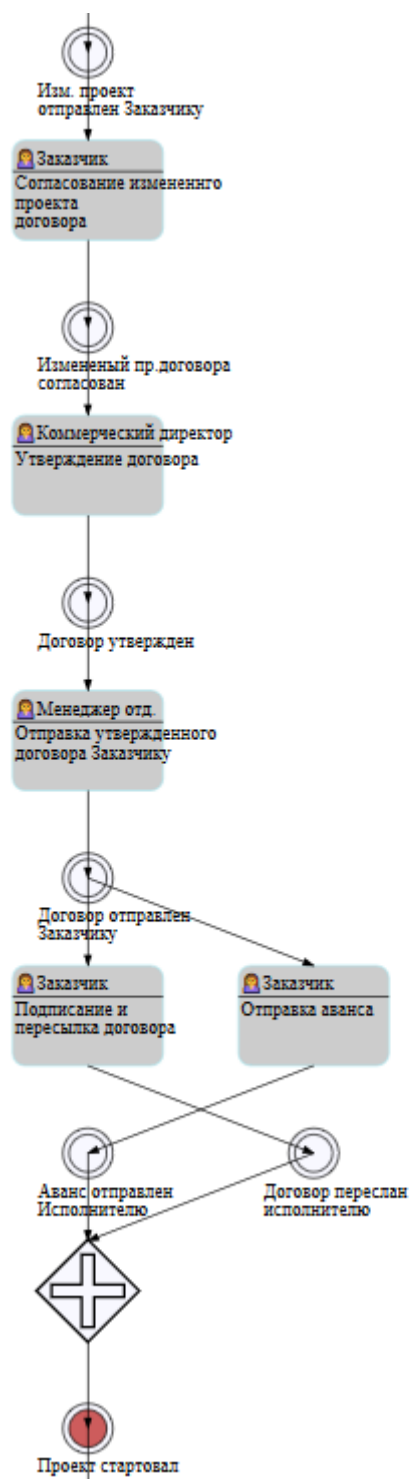 Изм. проект
отправлен Заказчику
Заказчик
Согласование измененнго
проекта
договора
Измененый пр.договора
согласован
Коммерческий директор
Утверждение договора
Договор утвержден
Менеджер отд.
Отправка утвержденного
договора Заказчику
Договор отправлен
Заказчику
Заказчик
Подписание и
пересылка договора
Заказчик
Отправка аванса
Аванс отправлен
Исполнителю
Договор переслан
исполнителю
Проект стартовал